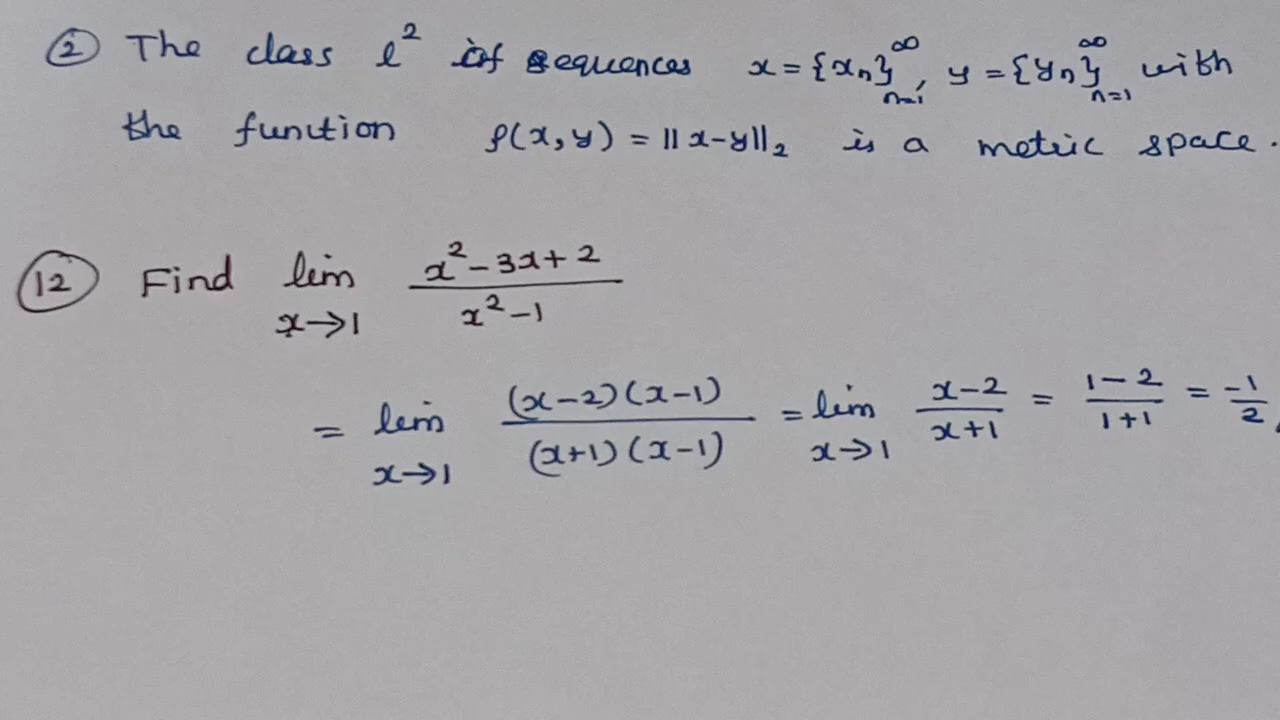 ② The class l² of sequences x = {xₙ}∞ₙ₌₁, y = {yₙ}∞ₙ₌₁ with
the function ρ(x, y) = ||x-y||₂ is a metric space.
⑫ Find lim x→1 (x² - 3x + 2)/(x² - 1)
= lim x→1 (x-2)(x-1)/(x+1)(x-1) = lim x→1 (x-2)/(x+1) = (1-2)/(1+1) = -1/2